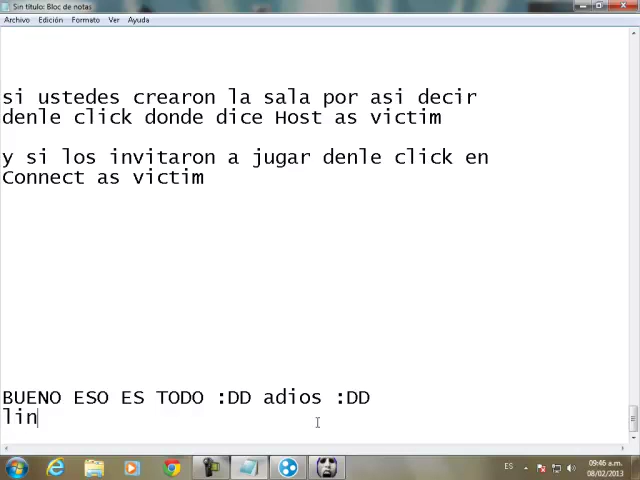 Sin título: Bloc de notas
Archivo Edición Formato Ver Ayuda
si ustedes crearon la sala por asi decir
denle click donde dice Host as victim
y si los invitaron a jugar denle click en
Connect as victim
BUENO ESO ES TODO :DD adios :DD
lin
ES
09:46 a.m.
08/02/2013